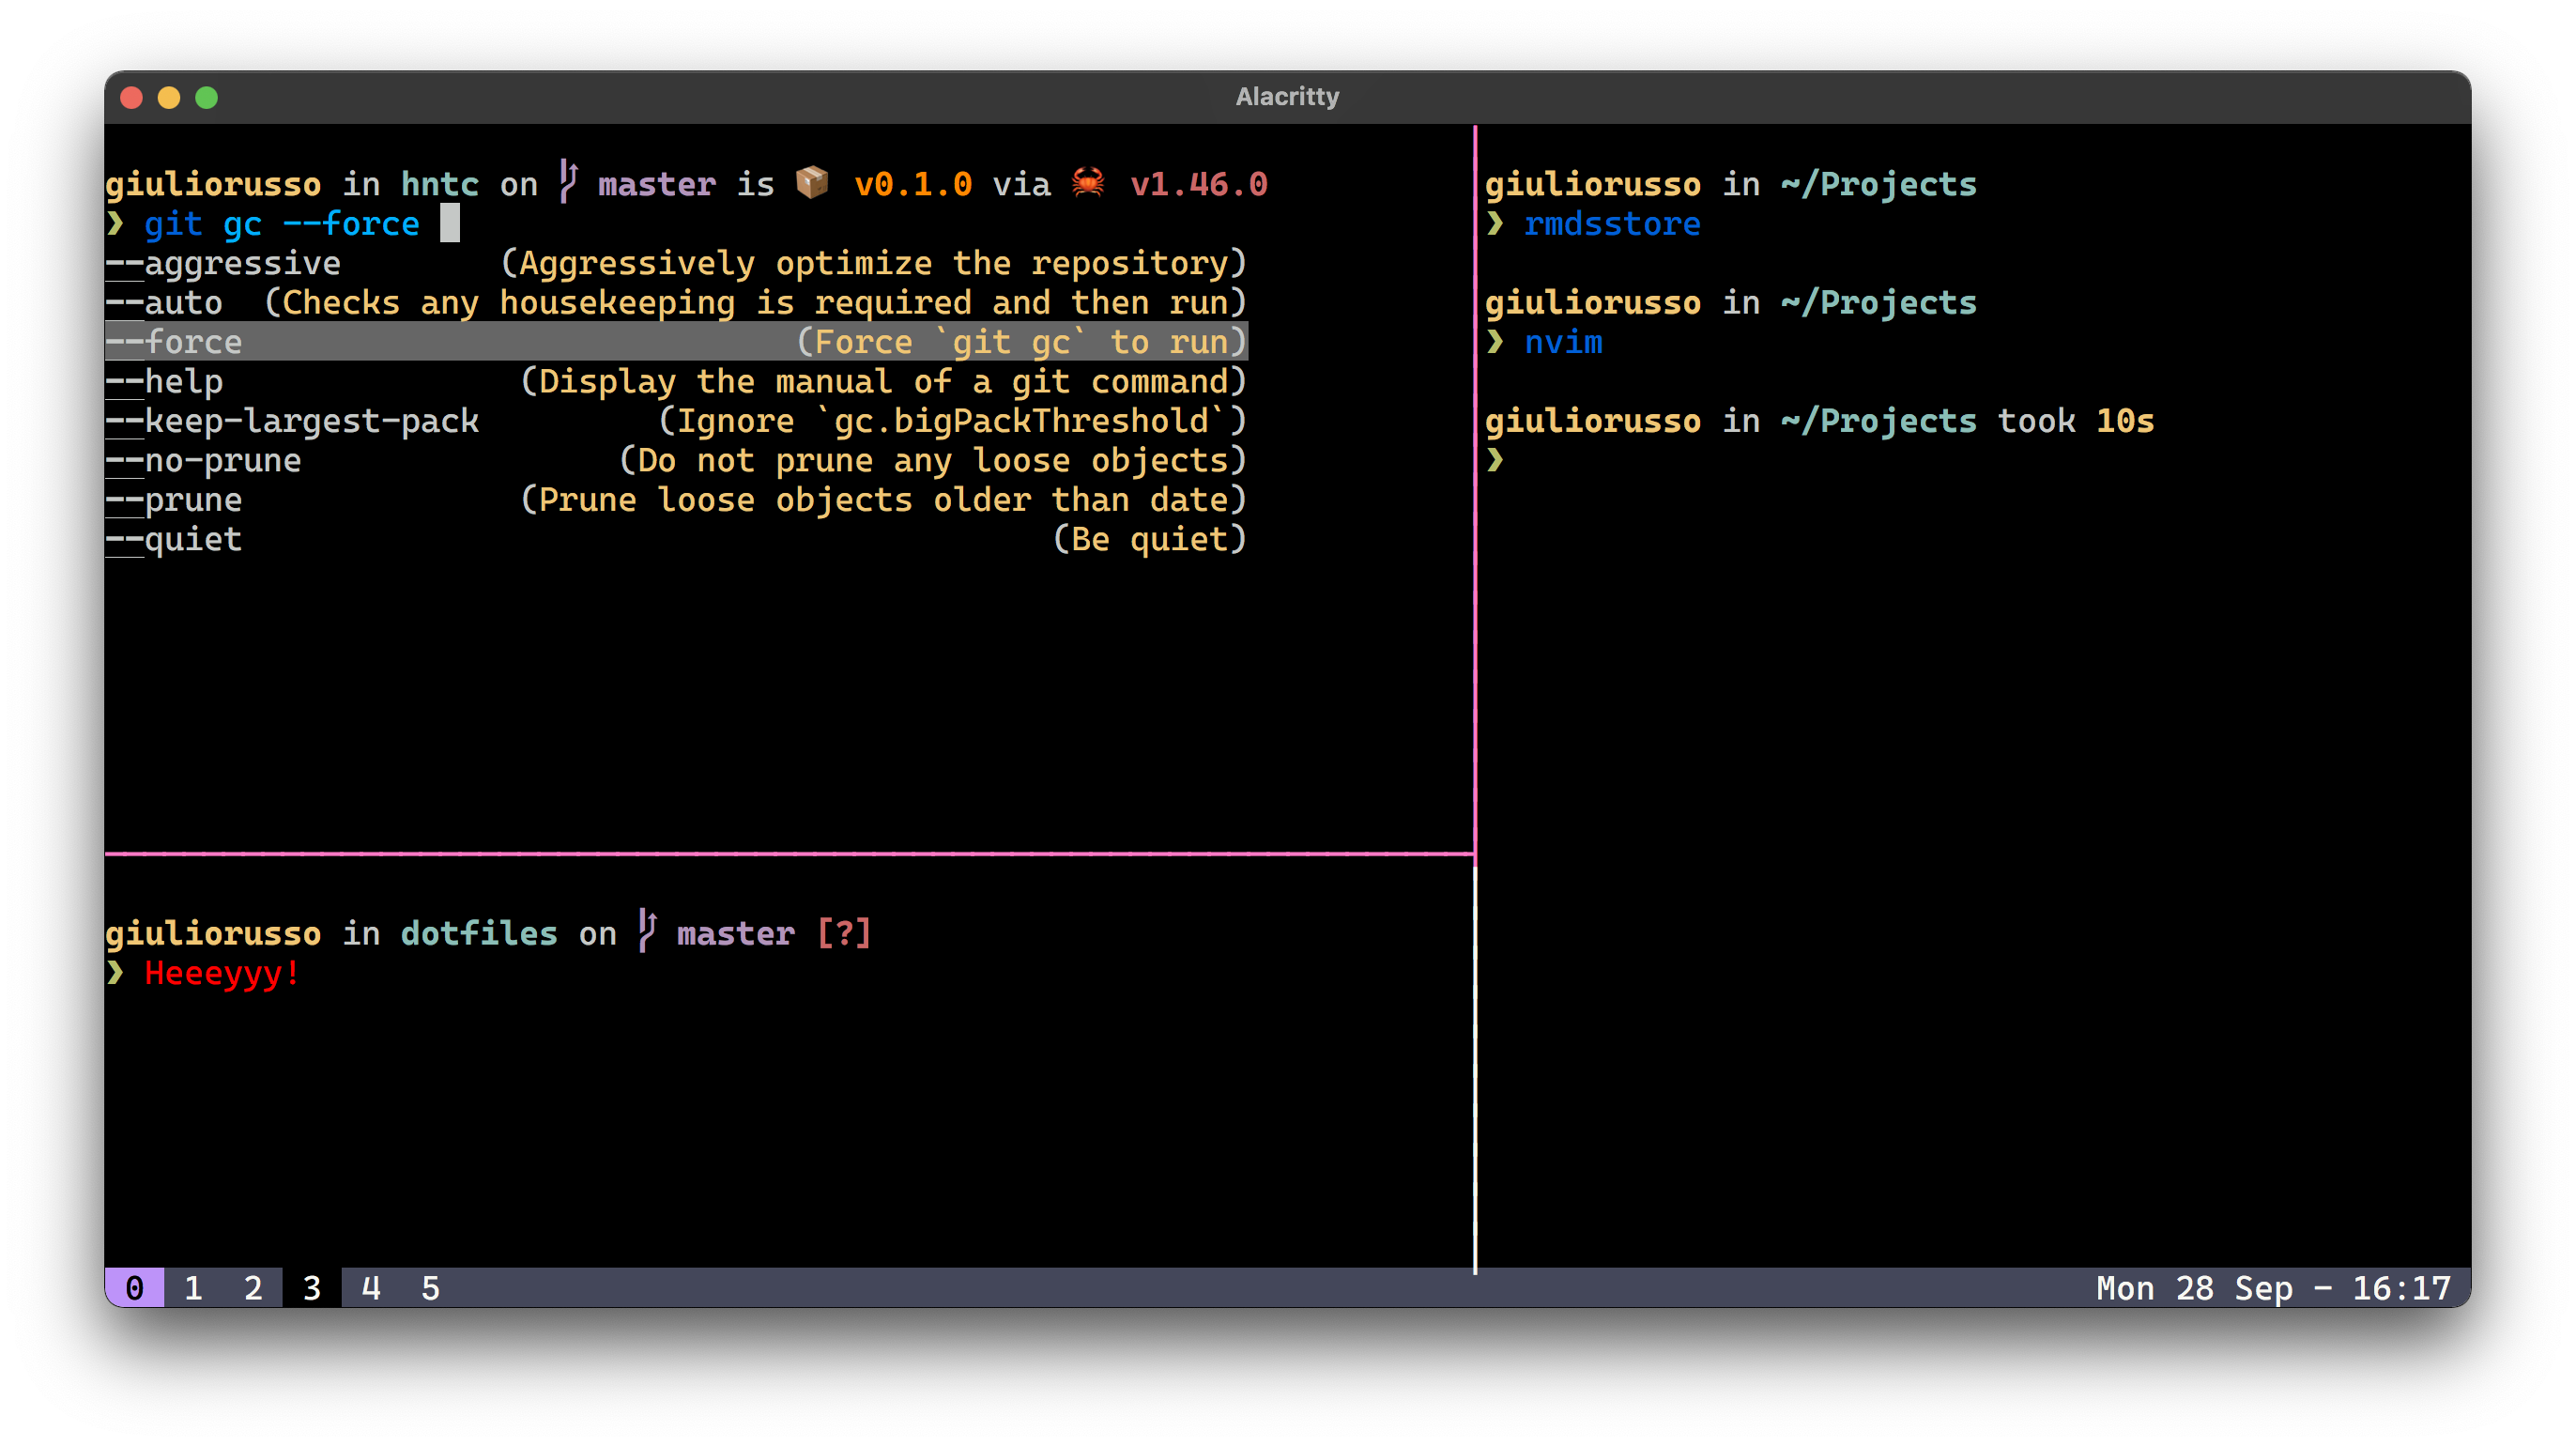 Alacritty
giuliorusso in hntc on master is 📦 v0.1.0 via 🦀 v1.46.0
❯ git gc --force
--aggressive (Aggressively optimize the repository)
--auto (Checks any housekeeping is required and then run)
--force (Force `git gc` to run)
--help (Display the manual of a git command)
--keep-largest-pack (Ignore `gc.bigPackThreshold`)
--no-prune (Do not prune any loose objects)
--prune (Prune loose objects older than date)
--quiet (Be quiet)
giuliorusso in dotfiles on master [?]
❯ Heeeyyy!
giuliorusso in ~/Projects
❯ rmdsstore
giuliorusso in ~/Projects
❯ nvim
giuliorusso in ~/Projects took 10s
❯
0 1 2 3 4 5
Mon 28 Sep - 16:17